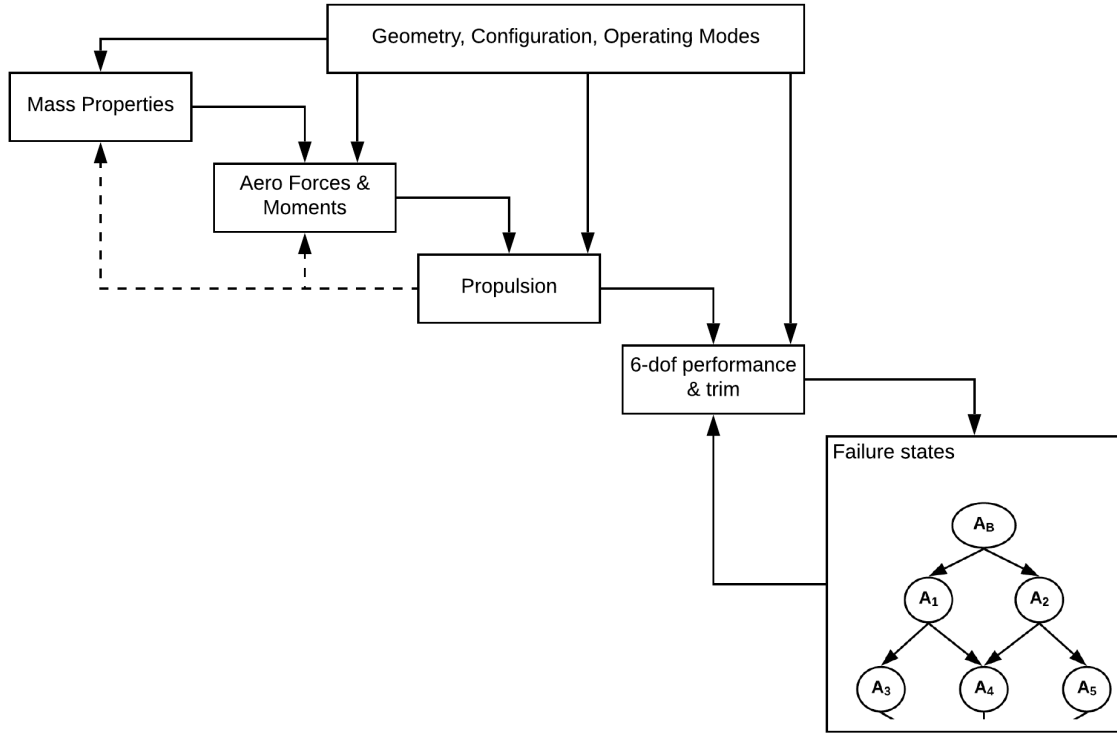 Geometry, Configuration, Operating Modes
Mass Properties
Aero Forces &
Moments
Propulsion
6-dof performance
& trim
Failure states
A_B
A₁
A₂
A₃
A₄
A₅